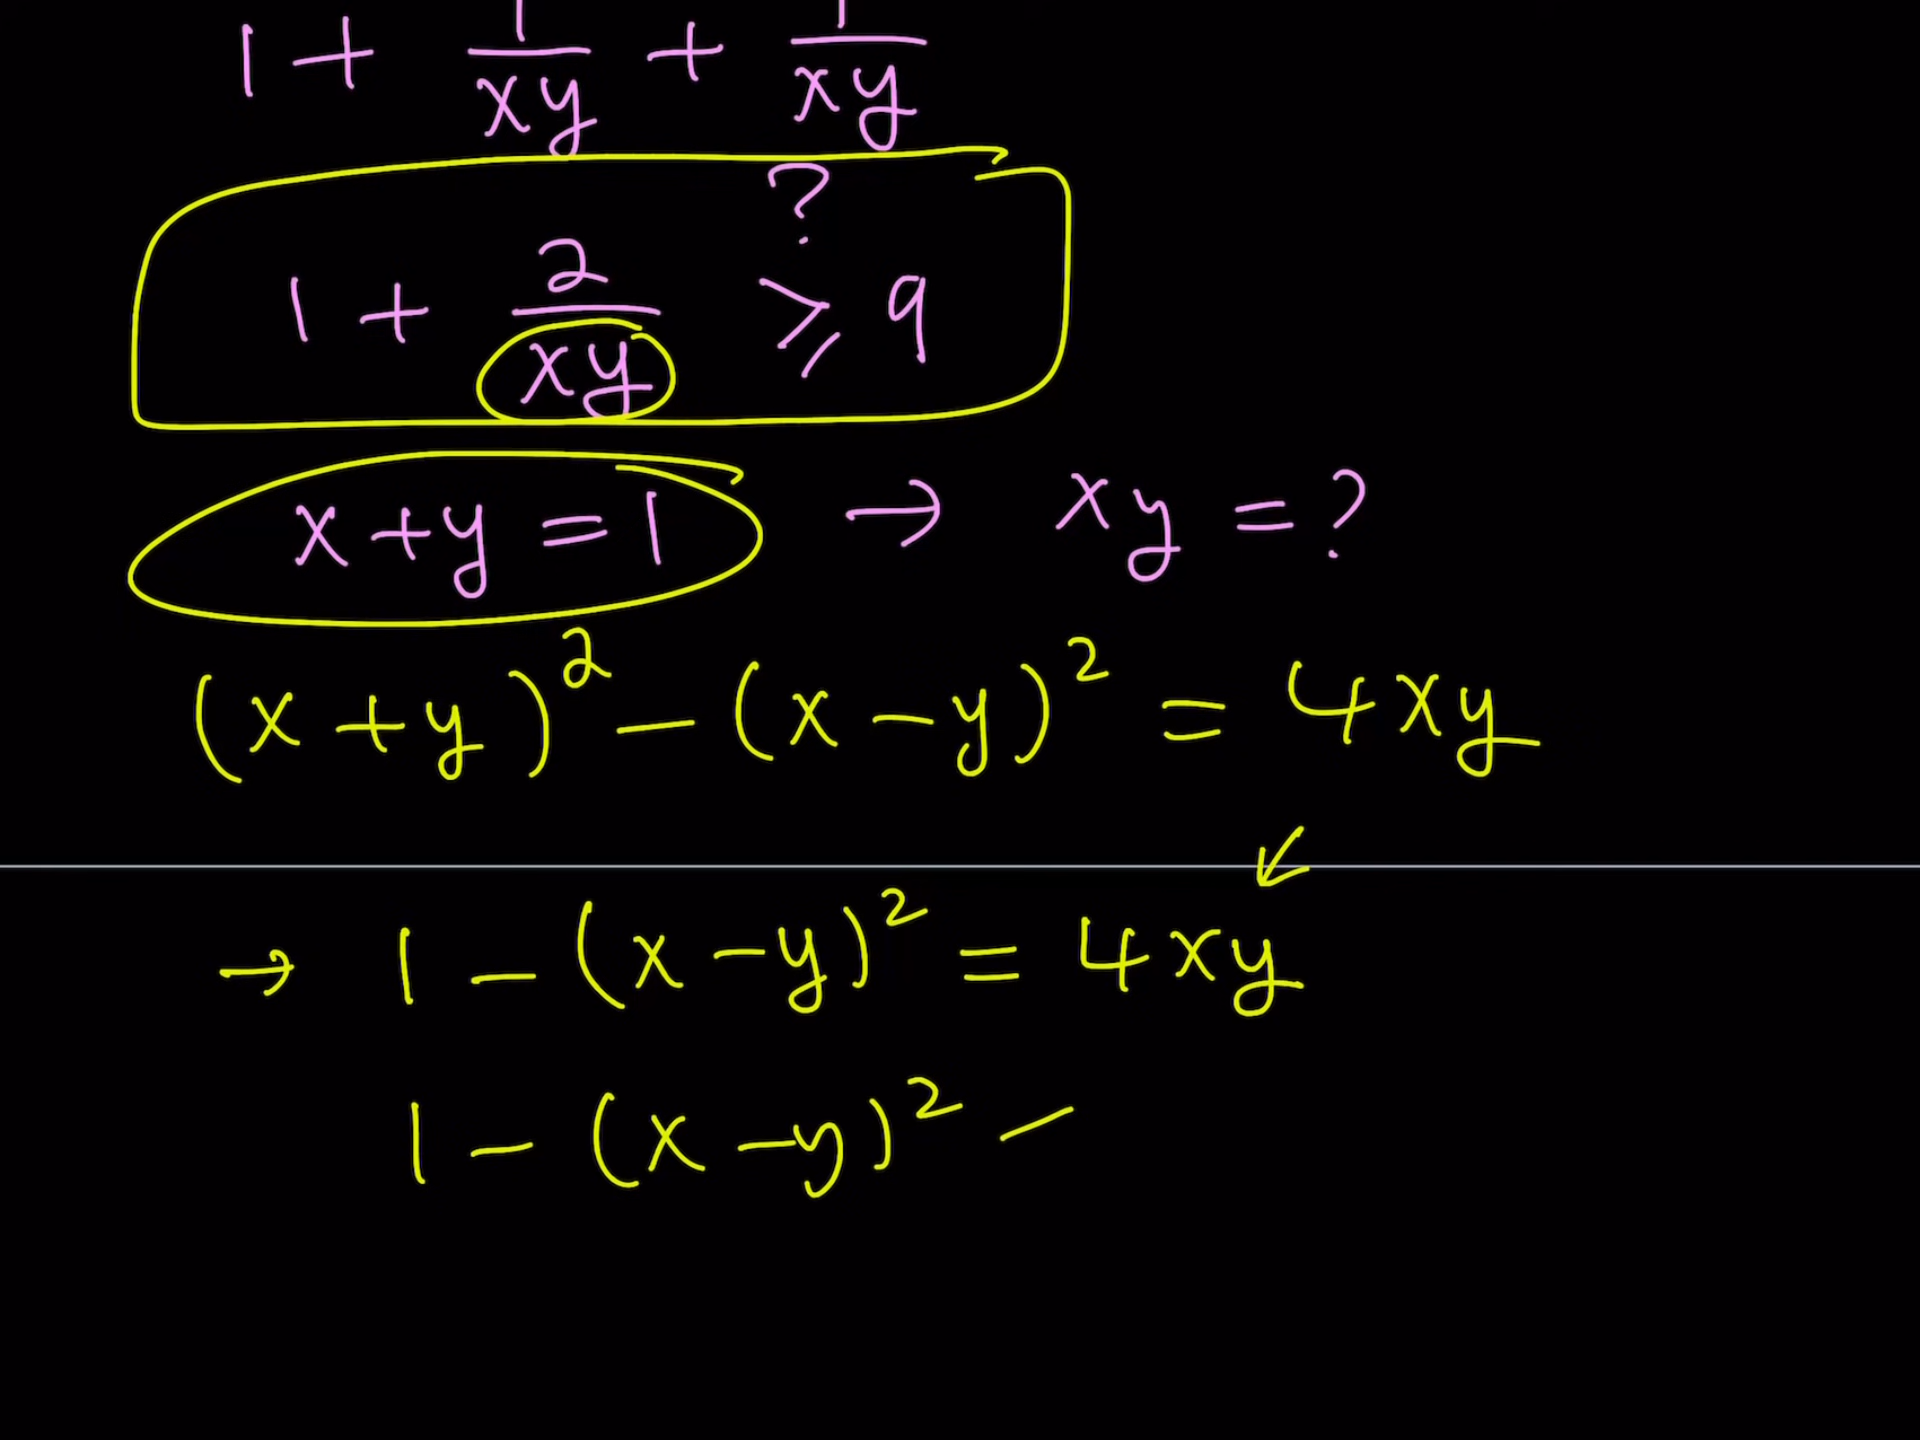 1 + 1/xy + 1/xy
?
1 + 2/xy ⩾ 9
x + y = 1 → xy = ?
(x + y)² − (x − y)² = 4xy
→ 1 − (x − y)² = 4xy
1 − (x − y)² −